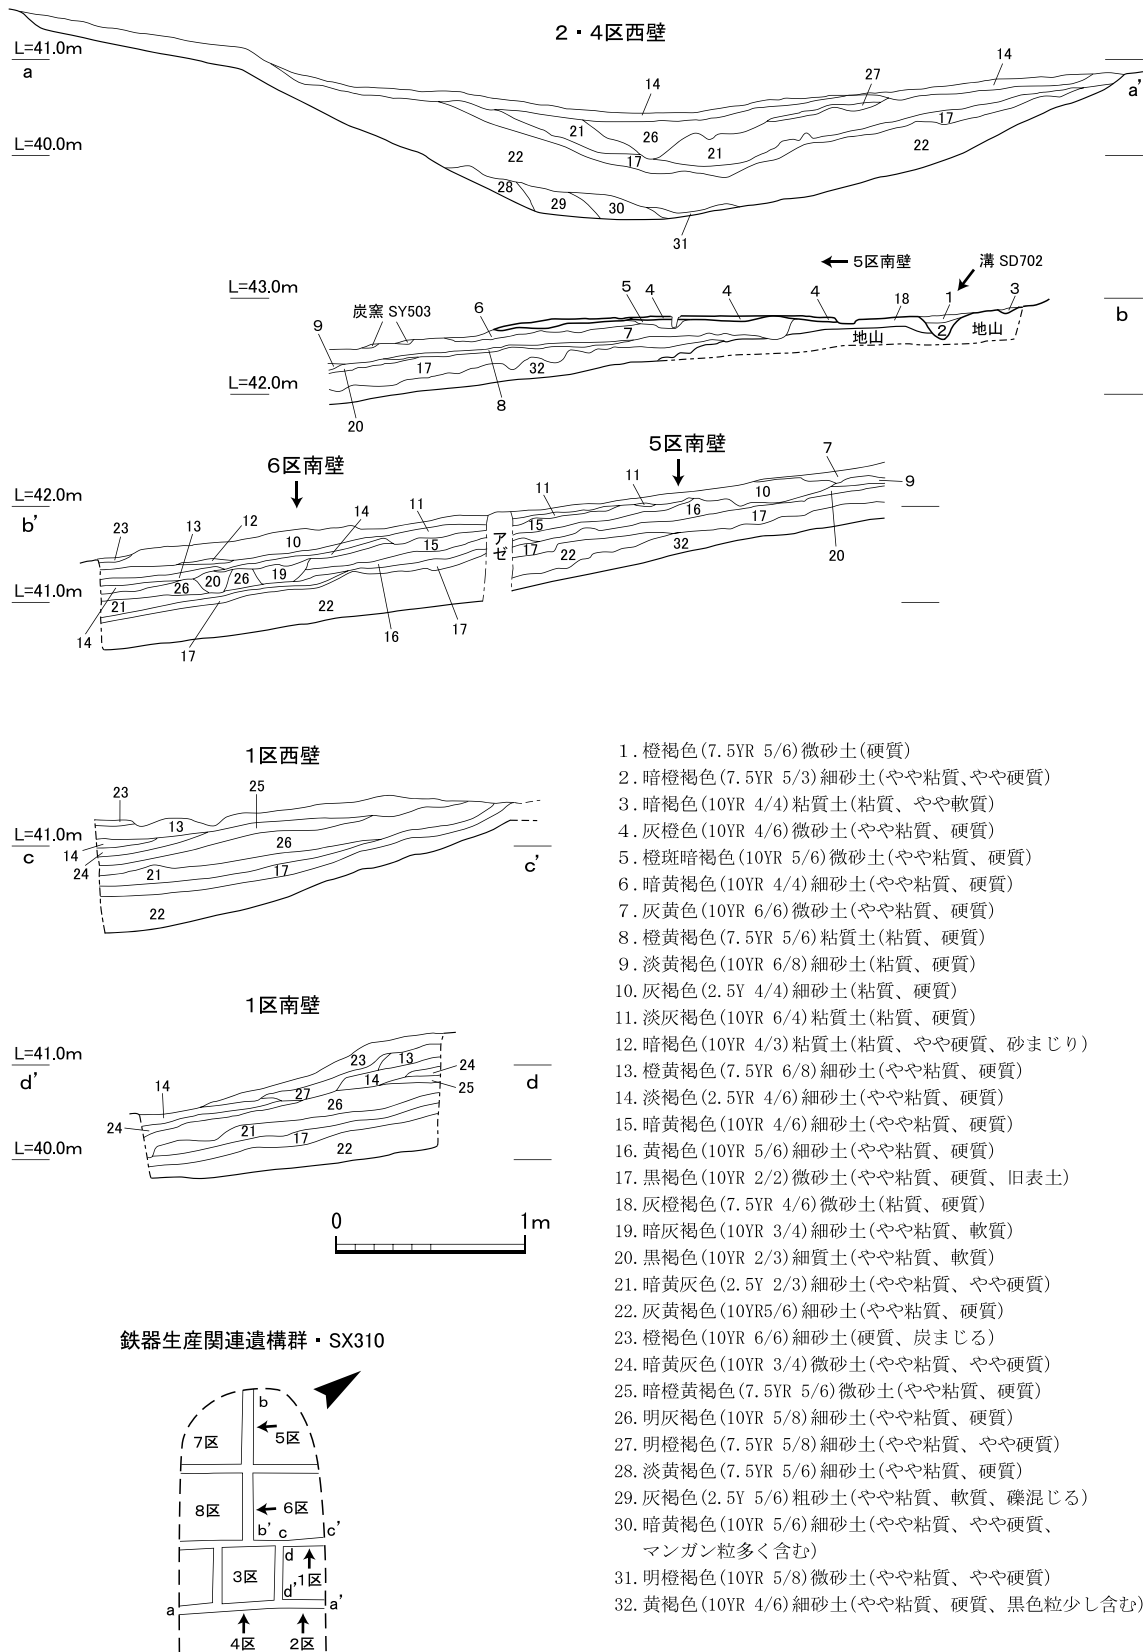 2・4区西壁
L=41.0m
a
14
27
14
a'
21
26
17
21
17
22
22
L=40.0m
28
29
30
31
←5区南壁
溝 SD702
L=43.0m
炭窯 SY503
6
5
4
4
4
18
1
3
b
9
7
地山
2
地山
17
32
L=42.0m
8
20
6区南壁
5区南壁
L=42.0m
b'
23
13
12
10
14
11
15
アゼ
11
11
10
7
9
15
16
17
17
22
32
20
26
20
26
19
L=41.0m
21
22
14
17
16
17
1区西壁
23
25
13
L=41.0m
c
14
24
26
21
17
c'
22
1区南壁
L=41.0m
d'
14
23
13
24
14
25
d
27
26
24
21
17
22
L=40.0m
0 1m
鉄器生産関連遺構群・SX310
b
7区
5区
8区
6区
b'
c
c'
d
3区
d'
1区
a
a'
4区
2区
1.橙褐色(7.5YR 5/6)微砂土(硬質)
2.暗橙褐色(7.5YR 5/3)細砂土(やや粘質、やや硬質)
3.暗褐色(10YR 4/4)粘質土(粘質、やや軟質)
4.灰橙色(10YR 4/6)微砂土(やや粘質、硬質)
5.橙斑暗褐色(10YR 5/6)微砂土(やや粘質、硬質)
6.暗黄褐色(10YR 4/4)細砂土(やや粘質、硬質)
7.灰黄色(10YR 6/6)微砂土(やや粘質、硬質)
8.橙黄褐色(7.5YR 5/6)粘質土(粘質、硬質)
9.淡黄褐色(10YR 6/8)細砂土(粘質、硬質)
10.灰褐色(2.5Y 4/4)細砂土(粘質、硬質)
11.淡灰褐色(10YR 6/4)粘質土(粘質、硬質)
12.暗褐色(10YR 4/3)粘質土(粘質、やや硬質、砂まじり)
13.橙黄褐色(7.5YR 6/8)細砂土(やや粘質、硬質)
14.淡褐色(2.5YR 4/6)細砂土(やや粘質、硬質)
15.暗黄褐色(10YR 4/6)細砂土(やや粘質、硬質)
16.黄褐色(10YR 5/6)細砂土(やや粘質、硬質)
17.黒褐色(10YR 2/2)微砂土(やや粘質、硬質、旧表土)
18.灰橙褐色(7.5YR 4/6)微砂土(粘質、硬質)
19.暗灰褐色(10YR 3/4)細砂土(やや粘質、軟質)
20.黒褐色(10YR 2/3)細質土(やや粘質、軟質)
21.暗黄灰色(2.5Y 2/3)細砂土(やや粘質、やや硬質)
22.灰黄褐色(10YR5/6)細砂土(やや粘質、硬質)
23.橙褐色(10YR 6/6)細砂土(硬質、炭まじる)
24.暗黄灰色(10YR 3/4)微砂土(やや粘質、やや硬質)
25.暗橙黄褐色(7.5YR 5/6)微砂土(やや粘質、硬質)
26.明灰褐色(10YR 5/8)細砂土(やや粘質、硬質)
27.明橙褐色(7.5YR 5/8)細砂土(やや粘質、やや硬質)
28.淡黄褐色(7.5YR 5/6)細砂土(やや粘質、硬質)
29.灰褐色(2.5Y 5/6)粗砂土(やや粘質、軟質、礫混じる)
30.暗黄褐色(10YR 5/6)細砂土(やや粘質、やや硬質、
マンガン粒多く含む)
31.明橙褐色(10YR 5/8)微砂土(やや粘質、やや硬質)
32.黄褐色(10YR 4/6)細砂土(やや粘質、硬質、黒色粒少し含む)